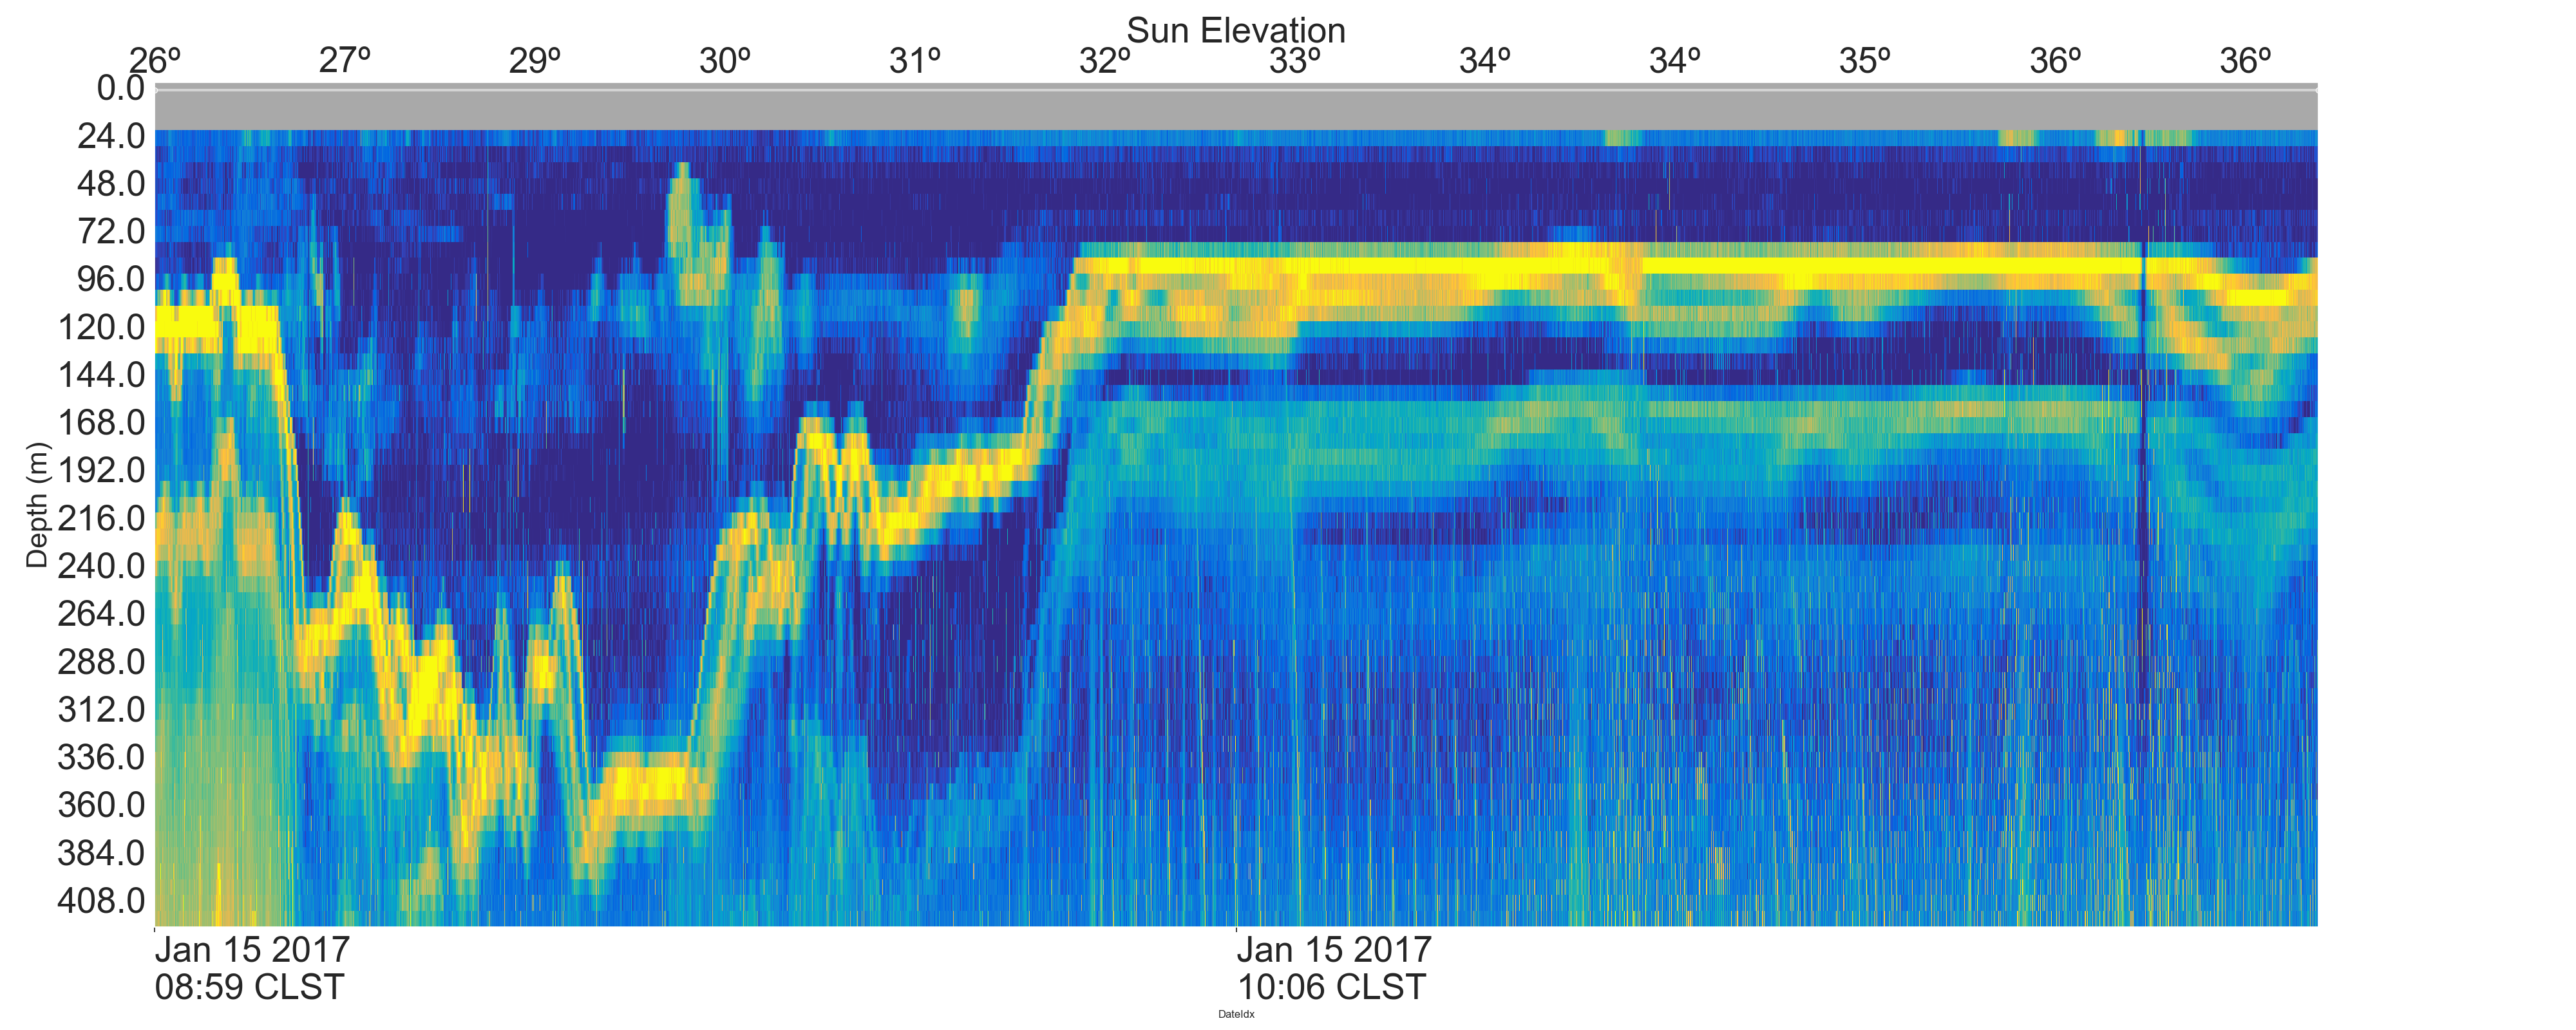 Sun Elevation
26º 27º 29º 30º 31º 32º 33º 34º 34º 35º 36º 36º
0.0
24.0
48.0
72.0
96.0
120.0
144.0
168.0
192.0
216.0
240.0
264.0
288.0
312.0
336.0
360.0
384.0
408.0
Depth (m)
Jan 15 2017
08:59 CLST
Jan 15 2017
10:06 CLST
DateIdx